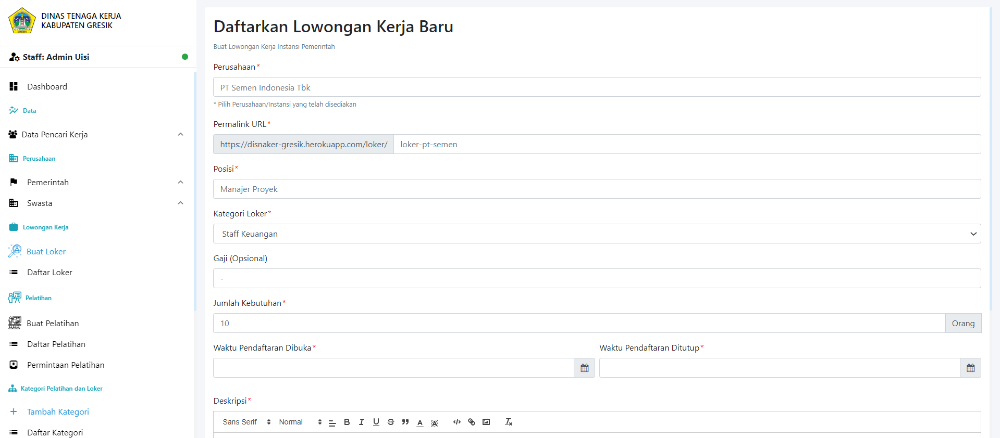 DINAS TENAGA KERJA
KABUPATEN GRESIK
Staff: Admin Uisi
Dashboard
Data
Data Pencari Kerja
Perusahaan
Pemerintah
Swasta
Lowongan Kerja
Buat Loker
Daftar Loker
Pelatihan
Buat Pelatihan
Daftar Pelatihan
Permintaan Pelatihan
Kategori Pelatihan dan Loker
Tambah Kategori
Daftar Kategori
Daftarkan Lowongan Kerja Baru
Buat Lowongan Kerja Instansi Pemerintah
Perusahaan*
PT Semen Indonesia Tbk
* Pilih Perusahaan/Instansi yang telah disediakan
Permalink URL*
https://disnaker-gresik.herokuapp.com/loker/ loker-pt-semen
Posisi*
Manajer Proyek
Kategori Loker*
Staff Keuangan
Gaji (Opsional)
-
Jumlah Kebutuhan*
10 Orang
Waktu Pendaftaran Dibuka* Waktu Pendaftaran Ditutup*
Deskripsi*
Sans Serif Normal